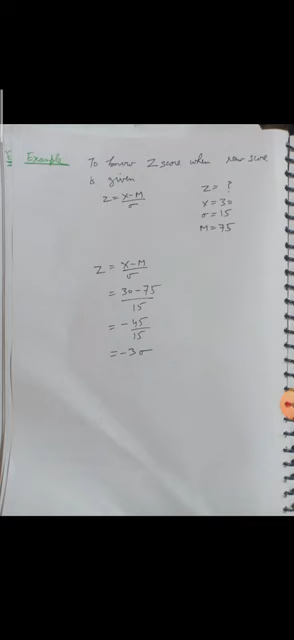 Example To know Z score when raw score
is given
Z = X-M/σ
Z = ?
X = 30
σ = 15
M = 75
Z = X-M/σ
= 30-75/15
= -45/15
= -3σ